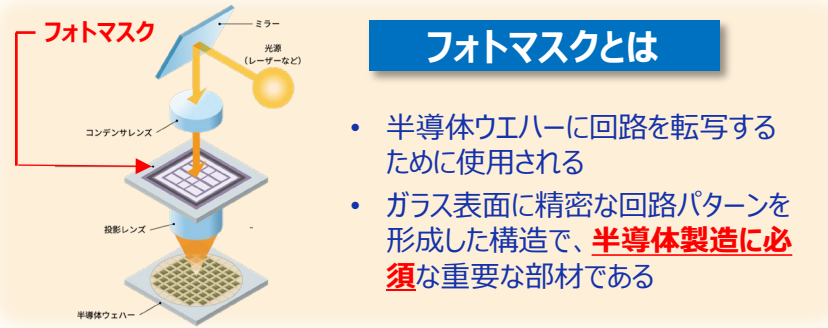 フォトマスク
ミラー
光源
(レーザーなど)
コンデンサレンズ
投影レンズ
半導体ウェハー
フォトマスクとは
• 半導体ウエハーに回路を転写する
ために使用される
• ガラス表面に精密な回路パターンを
形成した構造で、半導体製造に必
須な重要な部材である